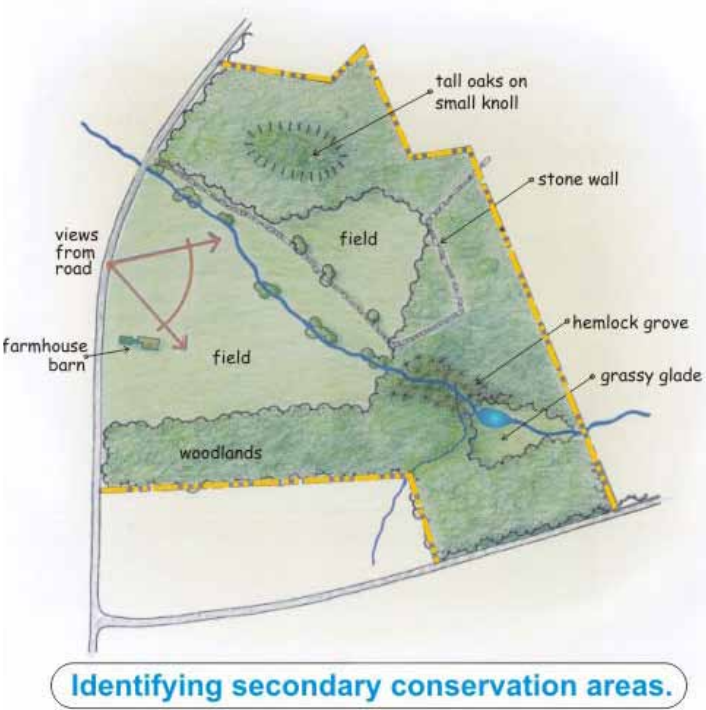 tall oaks on
small knoll
stone wall
field
views
from
road
hemlock grove
farmhouse
barn
field
grassy glade
woodlands
Identifying secondary conservation areas.